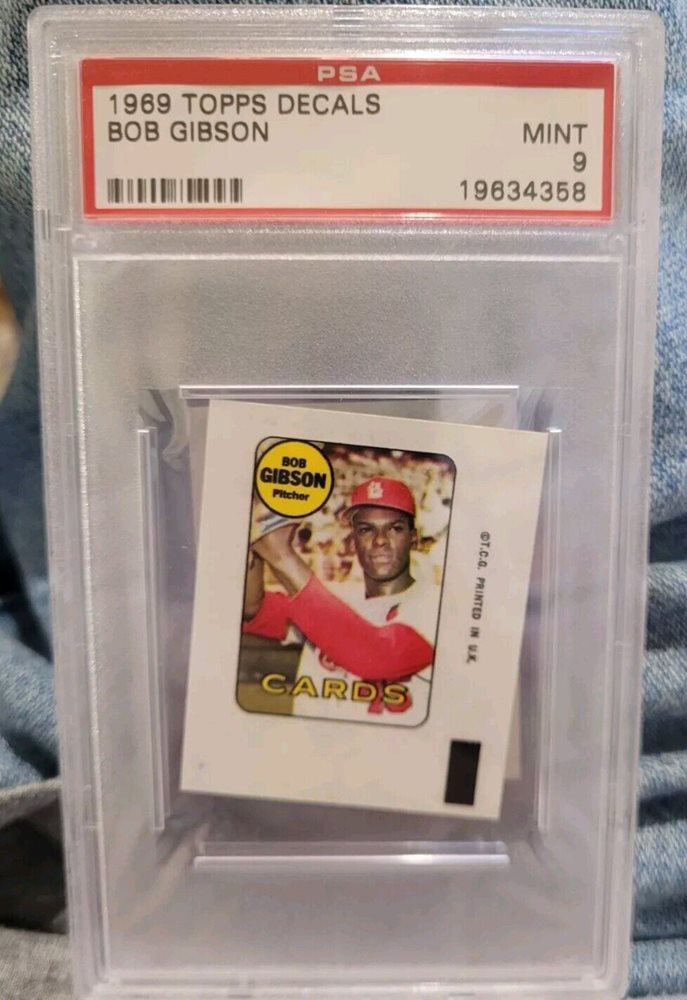 PSA
1969 TOPPS DECALS
BOB GIBSON
MINT
9
19634358
BOB
GIBSON
Pitcher
©T.C.G. PRINTED IN U.K.
CARDS